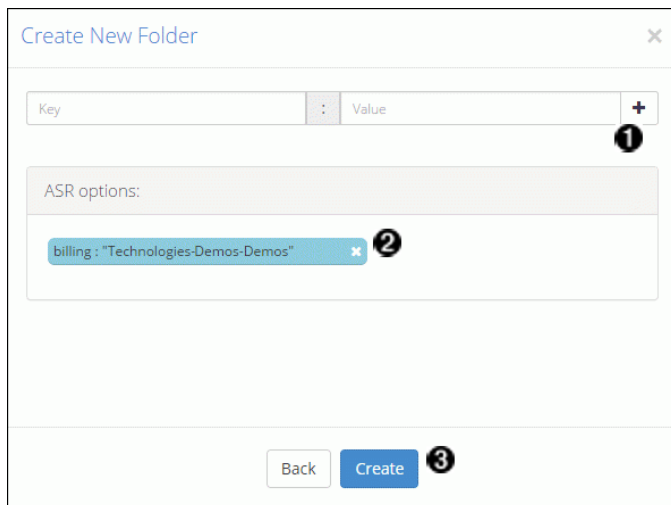 Create New Folder ×
Key : Value +
1
ASR options:
billing : "Technologies-Demos-Demos" × 2
Back Create 3